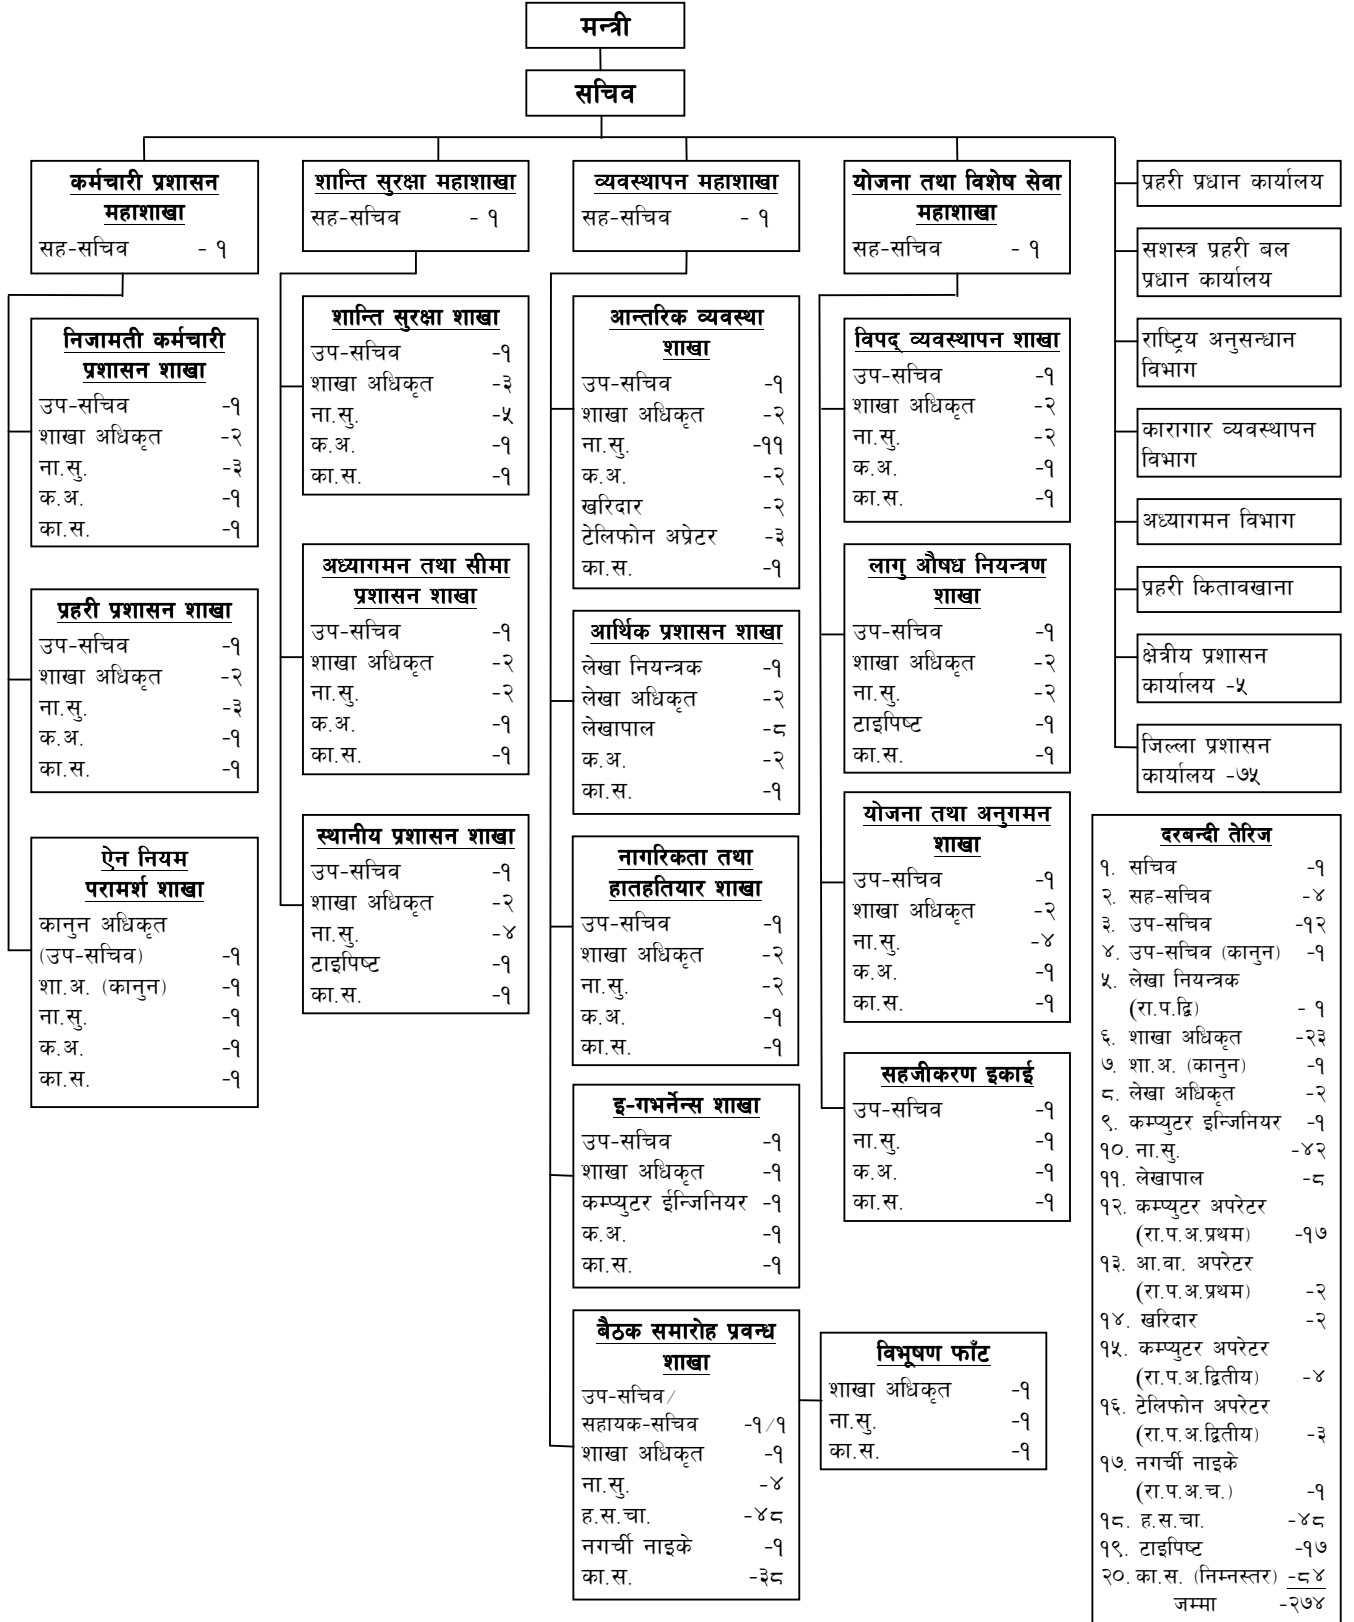 मन्त्री
सचिव
कर्मचारी प्रशासन
महाशाखा
सह-सचिव - १
निजामती कर्मचारी
प्रशासन शाखा
उप-सचिव -१
शाखा अधिकृत -२
ना.सु. -३
क.अ. -१
का.स. -१
प्रहरी प्रशासन शाखा
उप-सचिव -१
शाखा अधिकृत -२
ना.सु. -३
क.अ. -१
का.स. -१
ऐन नियम
परामर्श शाखा
कानुन अधिकृत
(उप-सचिव) -१
शा.अ. (कानुन) -१
ना.सु. -१
क.अ. -१
का.स. -१
शान्ति सुरक्षा महाशाखा
सह-सचिव - १
शान्ति सुरक्षा शाखा
उप-सचिव -१
शाखा अधिकृत -३
ना.सु. -५
क.अ. -१
का.स. -१
अध्यागमन तथा सीमा
प्रशासन शाखा
उप-सचिव -१
शाखा अधिकृत -२
ना.सु. -२
क.अ. -१
का.स. -१
स्थानीय प्रशासन शाखा
उप-सचिव -१
शाखा अधिकृत -२
ना.सु. -४
टाइपिष्ट -१
का.स. -१
व्यवस्थापन महाशाखा
सह-सचिव - १
आन्तरिक व्यवस्था
शाखा
उप-सचिव -१
शाखा अधिकृत -२
ना.सु. -११
क.अ. -२
खरिदार -२
टेलिफोन अप्रेटर -३
का.स. -१
आर्थिक प्रशासन शाखा
लेखा नियन्त्रक -१
लेखा अधिकृत -२
लेखापाल -८
क.अ. -२
का.स. -१
नागरिकता तथा
हातहतियार शाखा
उप-सचिव -१
शाखा अधिकृत -२
ना.सु. -२
क.अ. -१
का.स. -१
इ-गभर्नेन्स शाखा
उप-सचिव -१
शाखा अधिकृत -१
कम्प्युटर ईन्जिनियर -१
क.अ. -१
का.स. -१
बैठक समारोह प्रवन्ध
शाखा
उप-सचिव/
सहायक-सचिव -१/१
शाखा अधिकृत -१
ना.सु. -४
ह.स.चा. -४८
नगर्ची नाइके -१
का.स. -३८
विभूषण फाँट
शाखा अधिकृत -१
ना.सु. -१
का.स. -१
योजना तथा विशेष सेवा
महाशाखा
सह-सचिव - १
विपद् व्यवस्थापन शाखा
उप-सचिव -१
शाखा अधिकृत -२
ना.सु. -२
क.अ. -१
का.स. -१
लागु औषध नियन्त्रण
शाखा
उप-सचिव -१
शाखा अधिकृत -२
ना.सु. -२
टाइपिष्ट -१
का.स. -१
योजना तथा अनुगमन
शाखा
उप-सचिव -१
शाखा अधिकृत -२
ना.सु. -४
क.अ. -१
का.स. -१
सहजीकरण इकाई
उप-सचिव -१
ना.सु. -१
क.अ. -१
का.स. -१
प्रहरी प्रधान कार्यालय
सशस्त्र प्रहरी बल
प्रधान कार्यालय
राष्ट्रिय अनुसन्धान
विभाग
कारागार व्यवस्थापन
विभाग
अध्यागमन विभाग
प्रहरी कितावखाना
क्षेत्रीय प्रशासन
कार्यालय -५
जिल्ला प्रशासन
कार्यालय -७५
दरबन्दी तेरिज
१. सचिव -१
२. सह-सचिव -४
३. उप-सचिव -१२
४. उप-सचिव (कानुन) -१
५. लेखा नियन्त्रक
(रा.प.द्वि) - १
६. शाखा अधिकृत -२३
७. शा.अ. (कानुन) -१
८. लेखा अधिकृत -२
९. कम्प्युटर इन्जिनियर -१
१०. ना.सु. -४२
११. लेखापाल -८
१२. कम्प्युटर अपरेटर
(रा.प.अ.प्रथम) -१७
१३. आ.वा. अपरेटर
(रा.प.अ.प्रथम) -२
१४. खरिदार -२
१५. कम्प्युटर अपरेटर
(रा.प.अ.द्वितीय) -४
१६. टेलिफोन अपरेटर
(रा.प.अ.द्वितीय) -३
१७. नगर्ची नाइके
(रा.प.अ.च.) -१
१८. ह.स.चा. -४८
१९. टाइपिष्ट -१७
२०. का.स. (निम्नस्तर) -८४
जम्मा -२७४